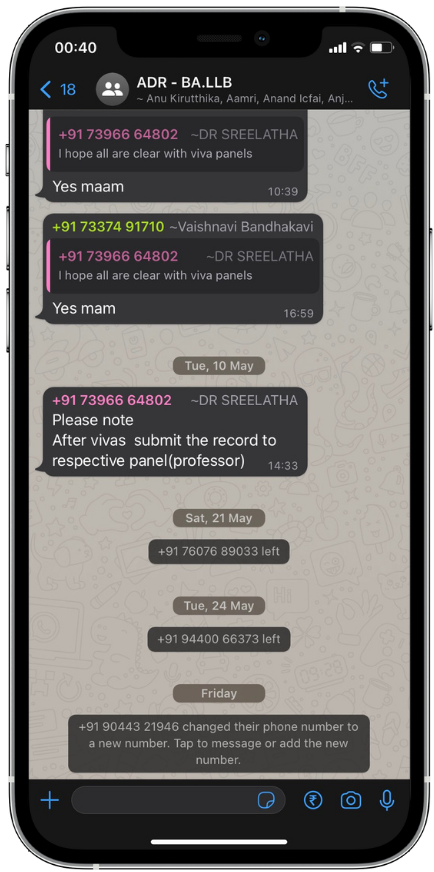 00:40
18
ADR - BA.LLB
~ Anu Kirutthika, Aamri, Anand Icfai, Anj...
+91 73966 64802 ~DR SREELATHA
I hope all are clear with viva panels
Yes maam
10:39
+91 73374 91710 ~Vaishnavi Bandhakavi
+91 73966 64802 ~DR SREELATHA
I hope all are clear with viva panels
Yes mam
16:59
Tue, 10 May
+91 73966 64802 ~DR SREELATHA
Please note
After vivas submit the record to
respective panel(professor)
14:33
Sat, 21 May
+91 76076 89033 left
Tue, 24 May
+91 94400 66373 left
Friday
+91 90443 21946 changed their phone number to
a new number. Tap to message or add the new
number.
₹